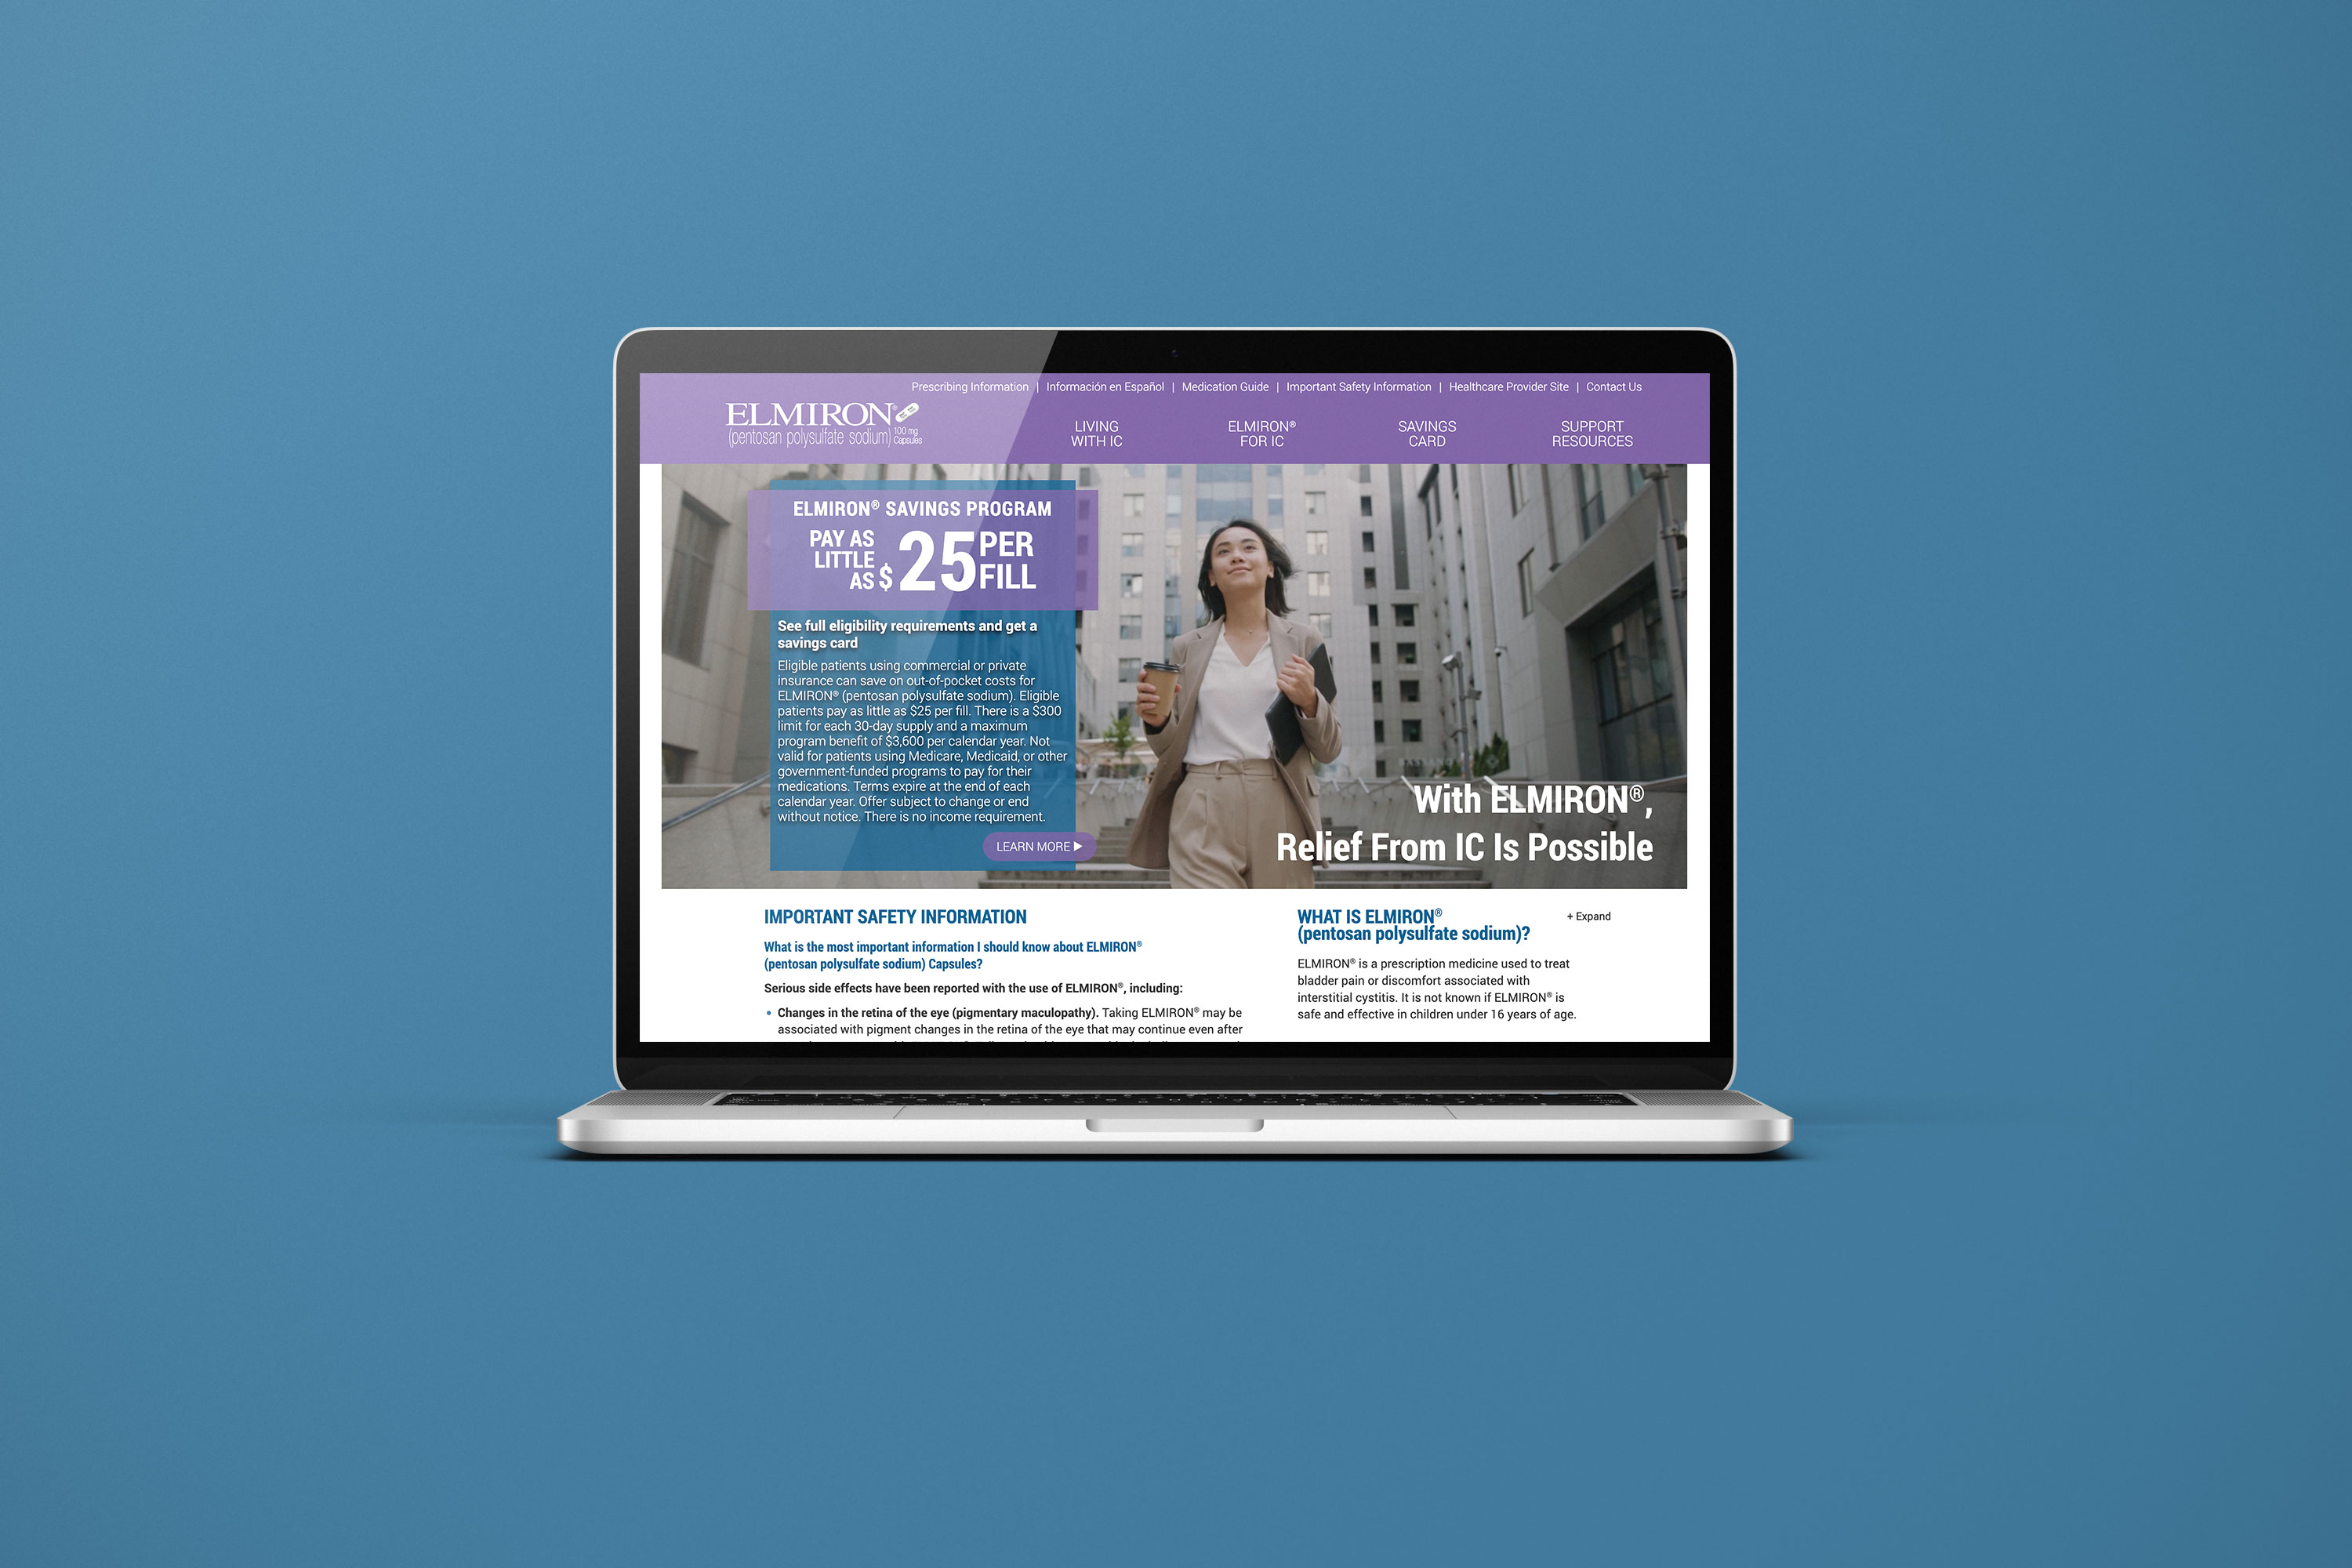 Prescribing Information | Información en Español | Medication Guide | Important Safety Information | Healthcare Provider Site | Contact Us
ELMIRON®
(pentosan polysulfate sodium) 100 mg Capsules
LIVING
WITH IC
ELMIRON®
FOR IC
SAVINGS
CARD
SUPPORT
RESOURCES
ELMIRON® SAVINGS PROGRAM
PAY AS
LITTLE
AS $25 PER
FILL
See full eligibility requirements and get a
savings card
Eligible patients using commercial or private
insurance can save on out-of-pocket costs for
ELMIRON® (pentosan polysulfate sodium). Eligible
patients pay as little as $25 per fill. There is a $300
limit for each 30-day supply and a maximum
program benefit of $3,600 per calendar year. Not
valid for patients using Medicare, Medicaid, or other
government-funded programs to pay for their
medications. Terms expire at the end of each
calendar year. Offer subject to change or end
without notice. There is no income requirement.
LEARN MORE
With ELMIRON®,
Relief From IC Is Possible
IMPORTANT SAFETY INFORMATION
What is the most important information I should know about ELMIRON®
(pentosan polysulfate sodium) Capsules?
Serious side effects have been reported with the use of ELMIRON®, including:
• Changes in the retina of the eye (pigmentary maculopathy). Taking ELMIRON® may be
associated with pigment changes in the retina of the eye that may continue even after
WHAT IS ELMIRON®
(pentosan polysulfate sodium)?
+ Expand
ELMIRON® is a prescription medicine used to treat
bladder pain or discomfort associated with
interstitial cystitis. It is not known if ELMIRON® is
safe and effective in children under 16 years of age.